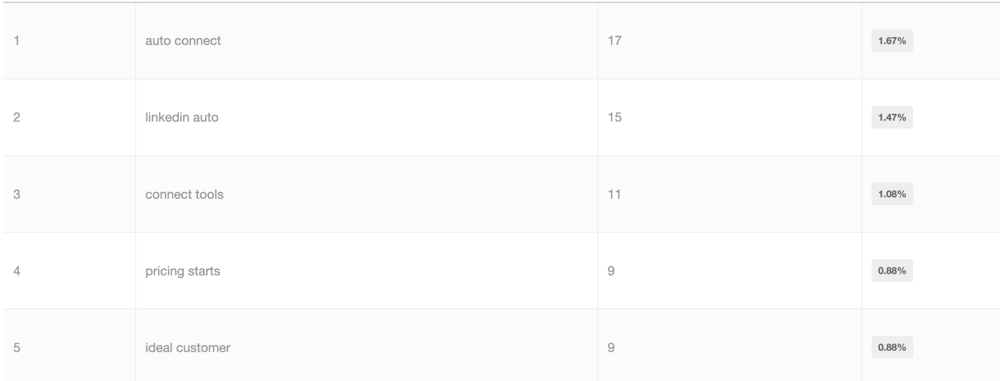 1 auto connect 17 1.67%
2 linkedin auto 15 1.47%
3 connect tools 11 1.08%
4 pricing starts 9 0.88%
5 ideal customer 9 0.88%